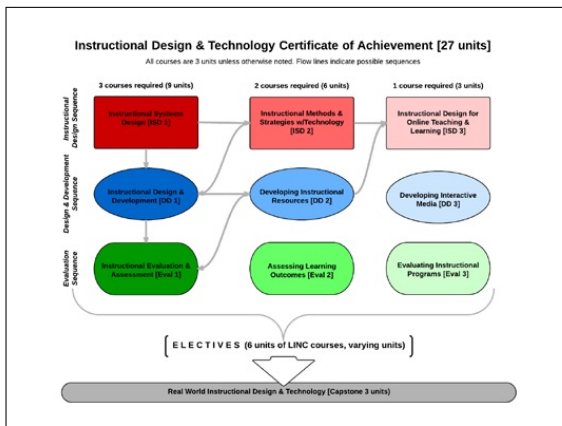 Instructional Design & Technology Certificate of Achievement [27 units]
All courses are 3 units unless otherwise noted. Flow lines indicate possible sequences
3 courses required (9 units)
2 courses required (6 units)
1 course required (3 units)
Instructional
Design Sequence
Instructional Systems
Design [ISD 1]
Instructional Methods &
Strategies w/Technology
[ISD 2]
Instructional Design for
Online Teaching &
Learning [ISD 3]
Design & Development
Sequence
Instructional Design &
Development [DD 1]
Developing Instructional
Resources [DD 2]
Developing Interactive
Media [DD 3]
Evaluation
Sequence
Instructional Evaluation &
Assessment [Eval 1]
Assessing Learning
Outcomes [Eval 2]
Evaluating Instructional
Programs [Eval 3]
E L E C T I V E S (6 units of LINC courses, varying units)
Real World Instructional Design & Technology [Capstone 3 units)